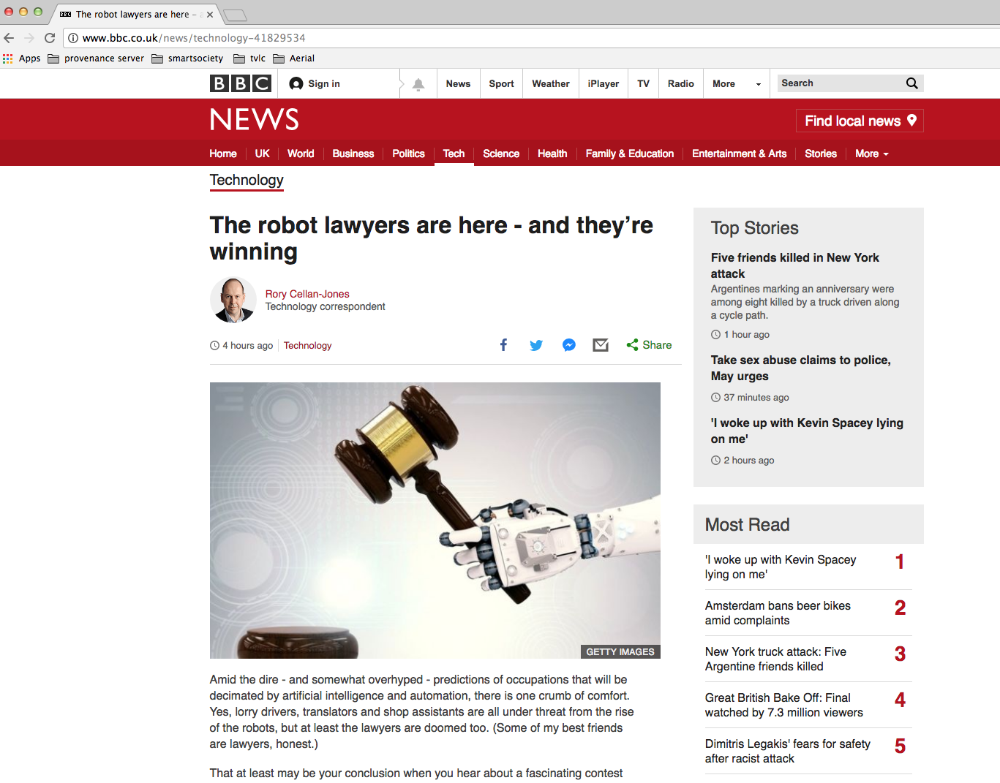 The robot lawyers are here -
www.bbc.co.uk/news/technology-41829534
Apps provenance server smartsociety tvlc Aerial
BBC Sign in News Sport Weather iPlayer TV Radio More Search
NEWS
Find local news
Home UK World Business Politics Tech Science Health Family & Education Entertainment & Arts Stories More
Technology
The robot lawyers are here - and they’re
winning
Rory Cellan-Jones
Technology correspondent
4 hours ago Technology
Share
GETTY IMAGES
Amid the dire - and somewhat overhyped - predictions of occupations that will be
decimated by artificial intelligence and automation, there is one crumb of comfort.
Yes, lorry drivers, translators and shop assistants are all under threat from the rise
of the robots, but at least the lawyers are doomed too. (Some of my best friends
are lawyers, honest.)
That at least may be your conclusion when you hear about a fascinating contest
Top Stories
Five friends killed in New York
attack
Argentines marking an anniversary were
among eight killed by a truck driven along
a cycle path.
1 hour ago
Take sex abuse claims to police,
May urges
37 minutes ago
'I woke up with Kevin Spacey lying
on me'
2 hours ago
Most Read
'I woke up with Kevin Spacey
lying on me'
1
Amsterdam bans beer bikes
amid complaints
2
New York truck attack: Five
Argentine friends killed
3
Great British Bake Off: Final
watched by 7.3 million viewers
4
Dimitris Legakis' fears for safety
after racist attack
5